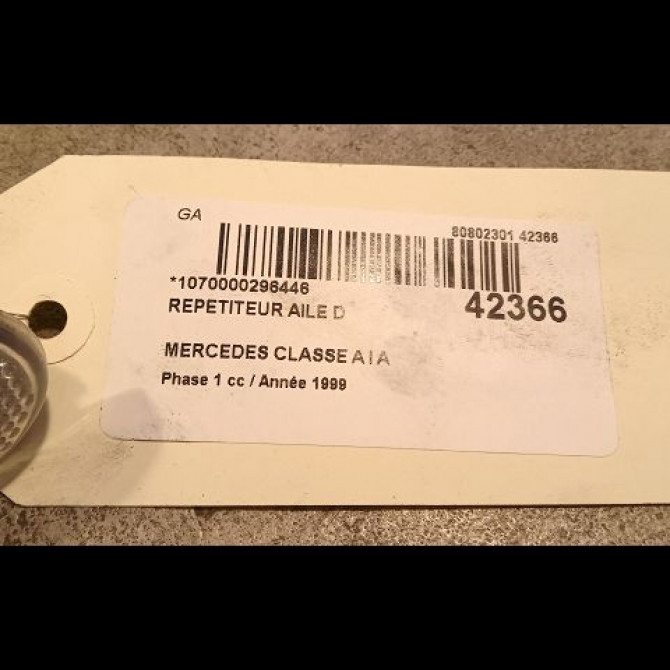 GA
80802301 42366
*1070000296446
42366
REPETITEUR AILE D
MERCEDES CLASSE A I A
Phase 1 cc / Année 1999